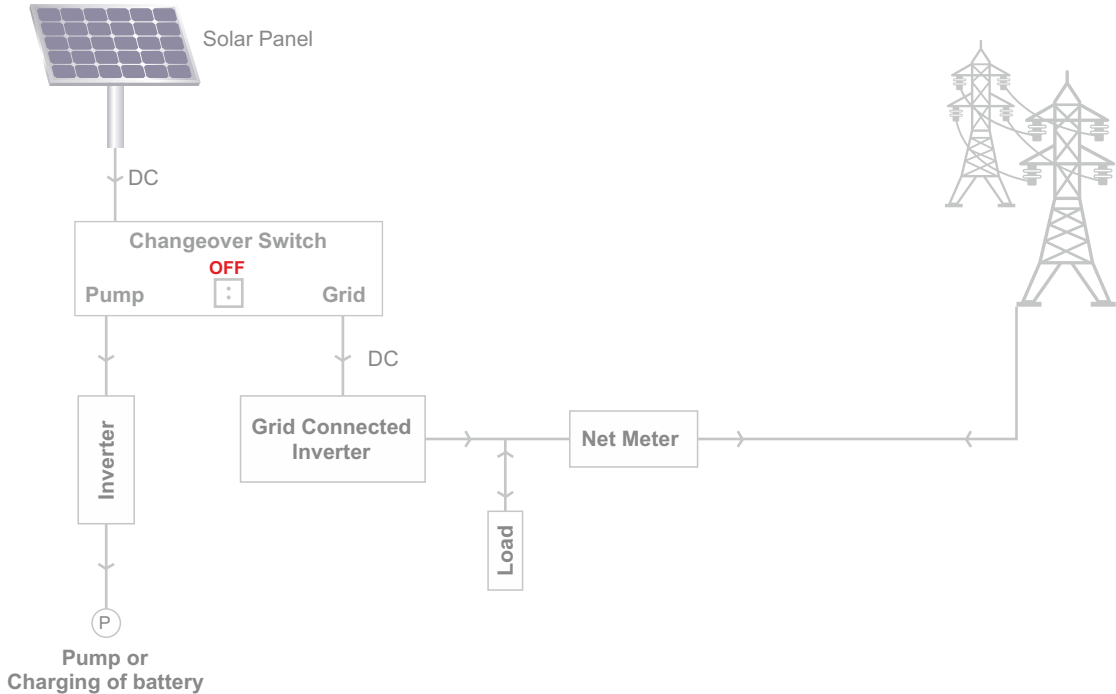 Solar Panel
DC
Changeover Switch
OFF
Pump
:
Grid
DC
Inverter
Grid Connected
Inverter
Net Meter
Load
P
Pump or
Charging of battery